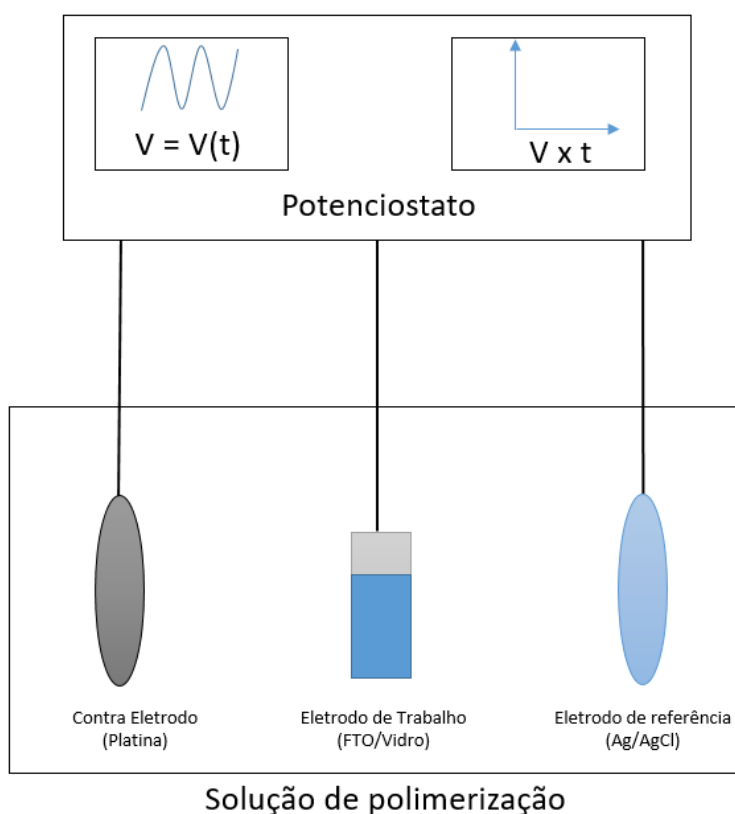 V = V(t)
V x t
Potenciostato
Contra Eletrodo
(Platina)
Eletrodo de Trabalho
(FTO/Vidro)
Eletrodo de referência
(Ag/AgCl)
Solução de polimerização